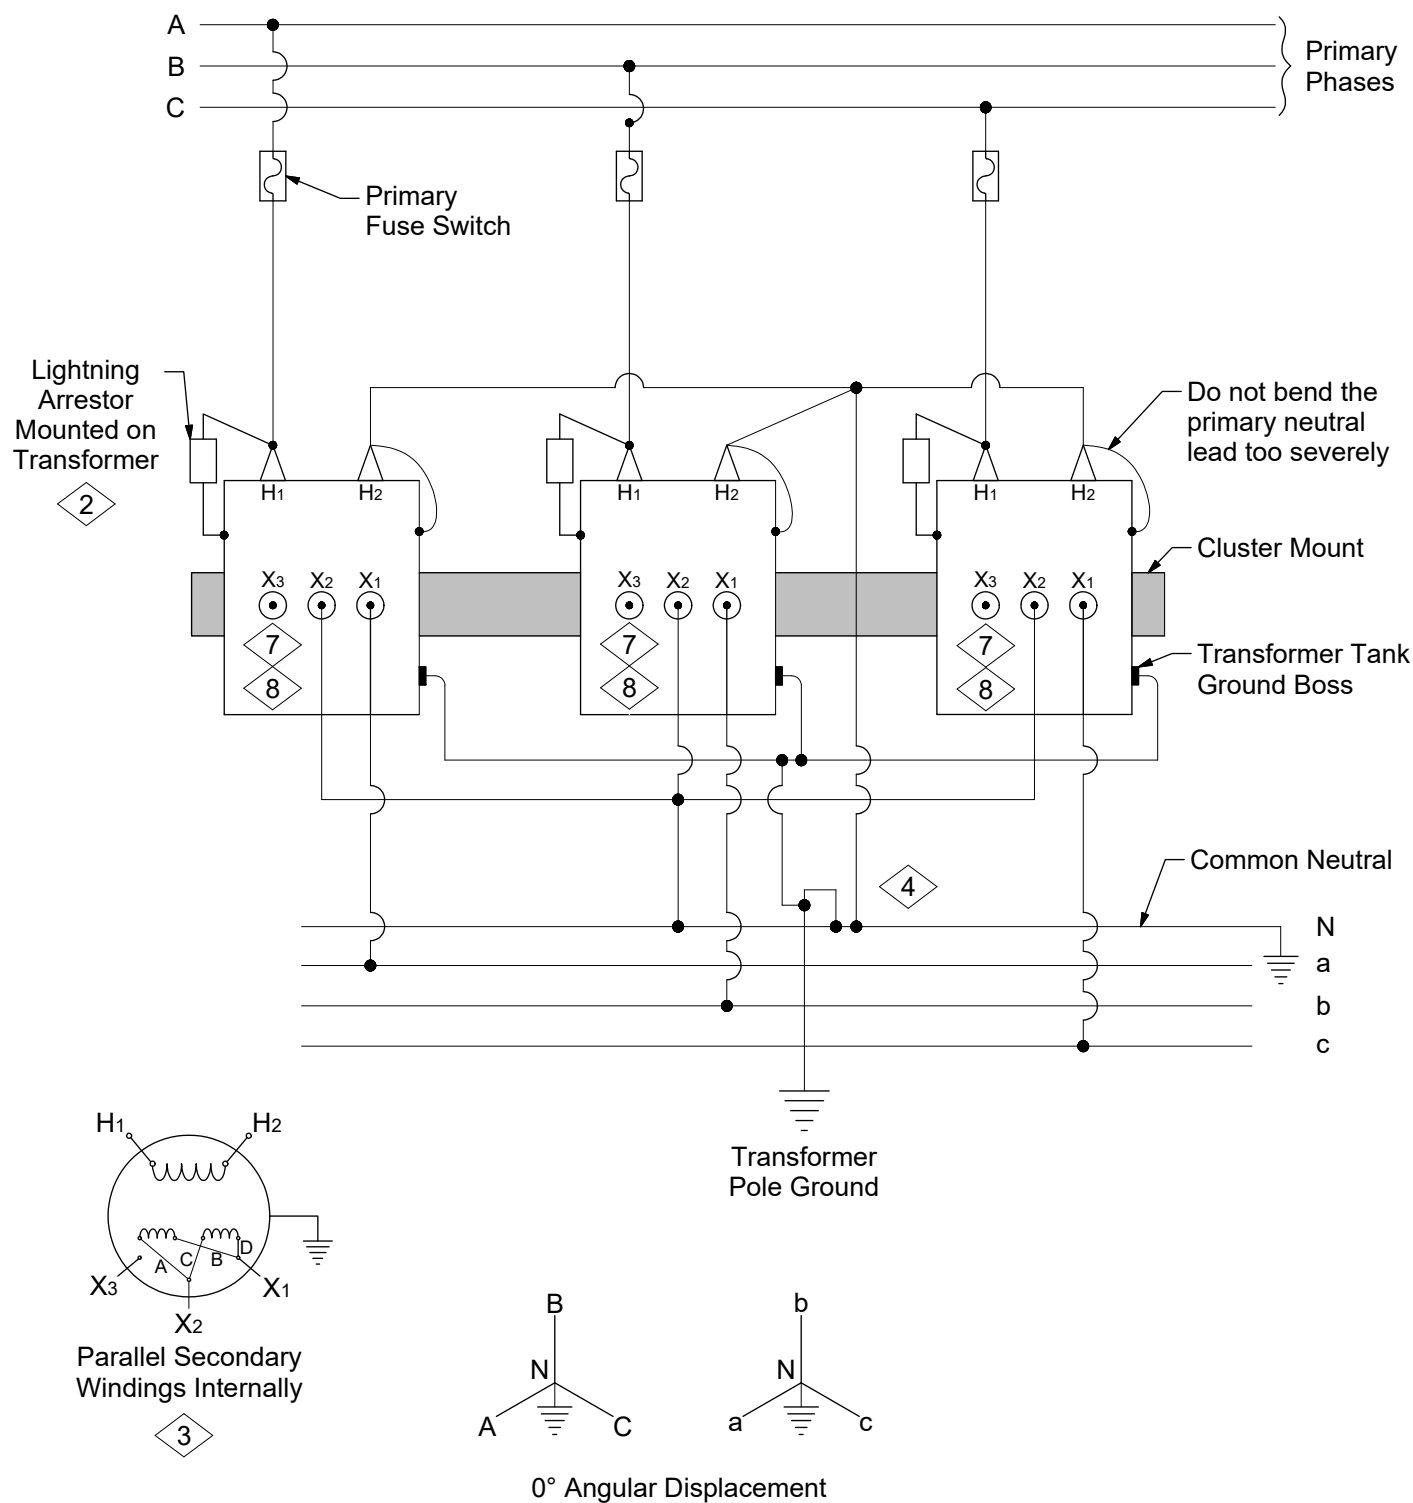 A
B
C
Primary
Phases
Primary
Fuse Switch
Lightning
Arrestor
Mounted on
Transformer
2
Do not bend the
primary neutral
lead too severely
H1 H2 H1 H2 H1 H2
Cluster Mount
X3 X2 X1 X3 X2 X1 X3 X2 X1
7 7 7
8 8 8
Transformer Tank
Ground Boss
4
Common Neutral
N
a
b
c
H1 H2
A C B D
X3 X1
X2
Parallel Secondary
Windings Internally
3
Transformer
Pole Ground
B
N
A C
b
N
a c
0° Angular Displacement